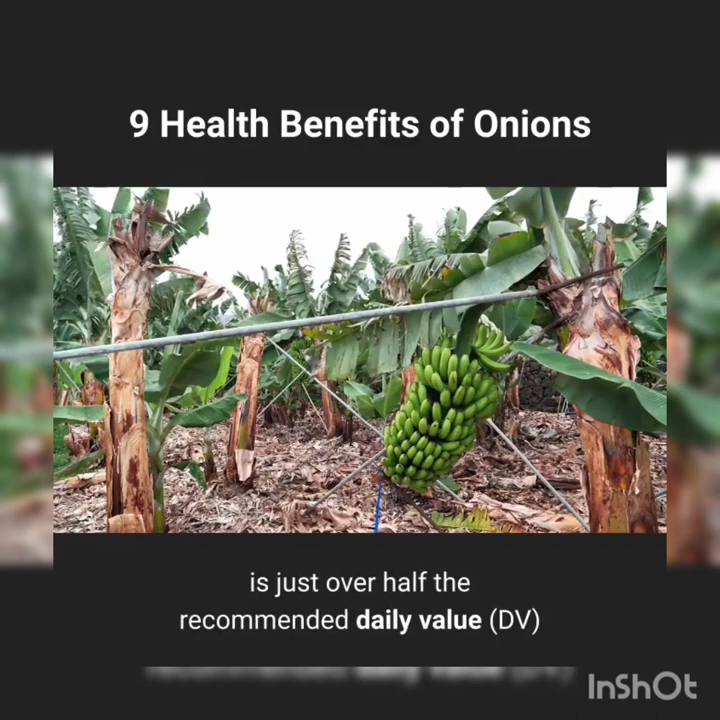 9 Health Benefits of Onions
is just over half the
recommended daily value (DV)
InShOt